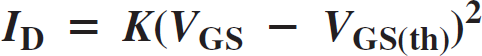 I_D = K(V_GS − V_GS(th))²